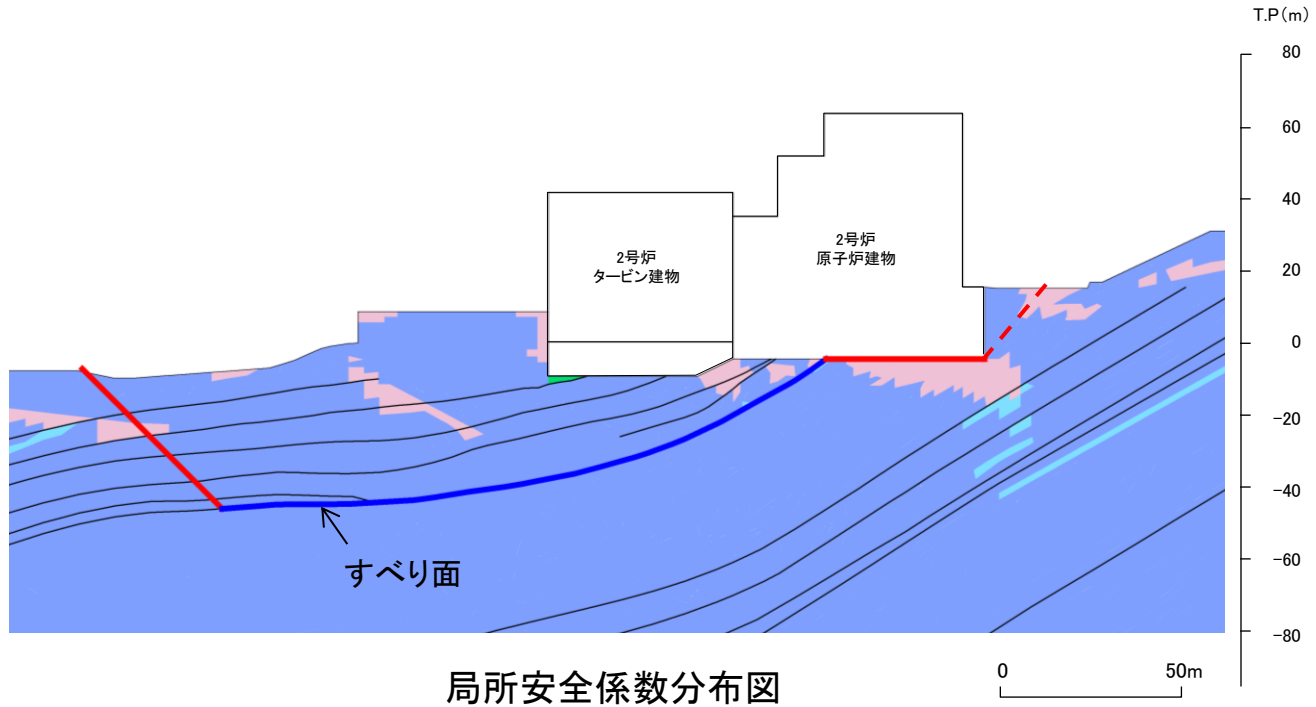 T.P(m)
80
60
40
20
0
-20
-40
-60
-80
2号炉
タービン建物
2号炉
原子炉建物
すべり面
局所安全係数分布図
0 50m